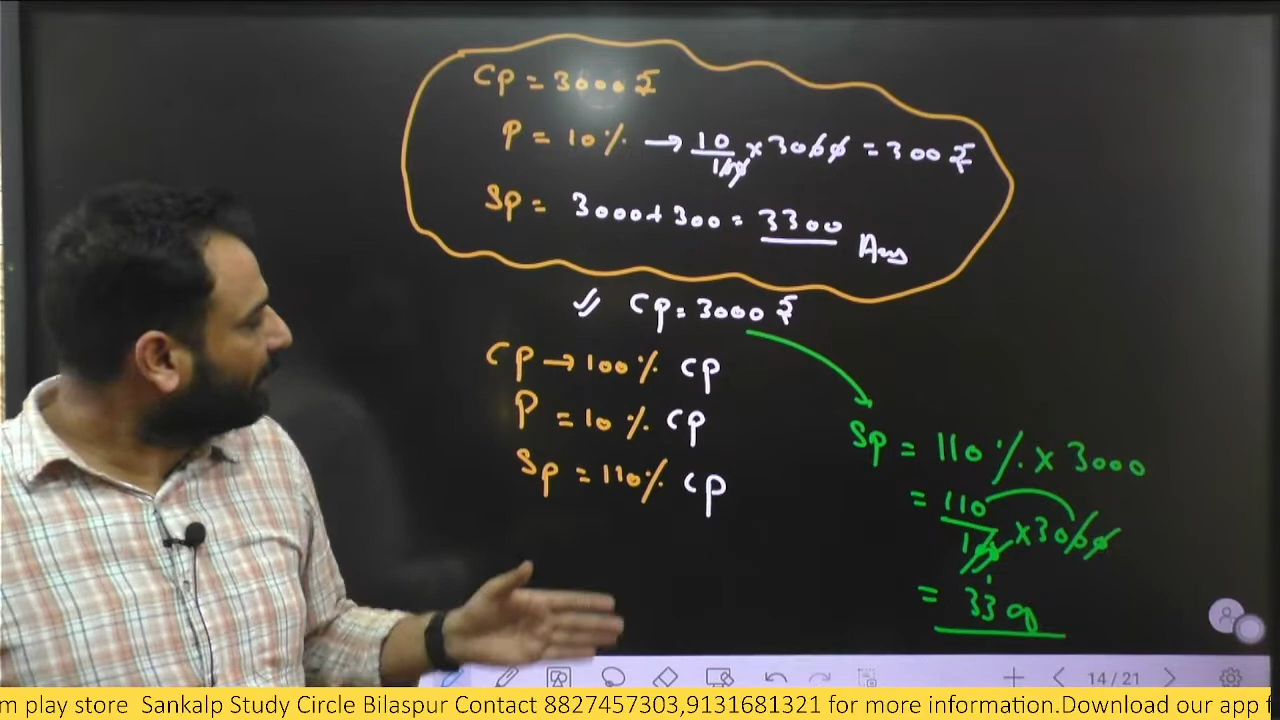 CP = 3000 ₹
P = 10% → 10/100 × 3000 = 300 ₹
SP = 3000 + 300 = 3300 Ans
CP = 3000 ₹
CP → 100% CP
P = 10% CP
SP = 110% CP
SP = 110% × 3000
= 110/100 × 3000
14/21
m play store Sankalp Study Circle Bilaspur Contact 8827457303,9131681321 for more information.Download our app f